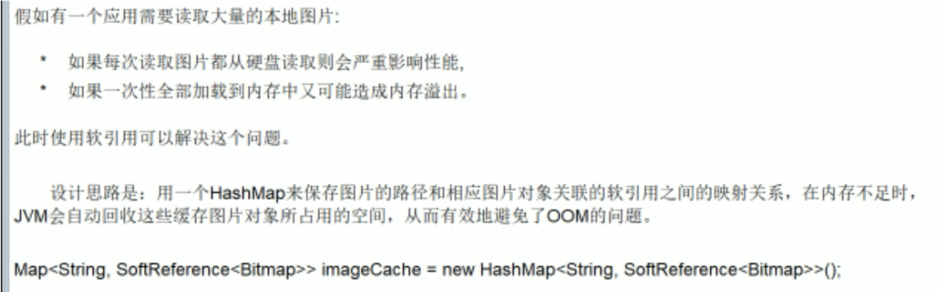 假如有一个应用需要读取大量的本地图片:
* 如果每次读取图片都从硬盘读取则会严重影响性能,
* 如果一次性全部加载到内存中又可能造成内存溢出。
此时使用软引用可以解决这个问题。
设计思路是：用一个HashMap来保存图片的路径和相应图片对象关联的软引用之间的映射关系，在内存不足时，
JVM会自动回收这些缓存图片对象所占用的空间，从而有效地避免了OOM的问题。
Map<String, SoftReference<Bitmap>> imageCache = new HashMap<String, SoftReference<Bitmap>>();